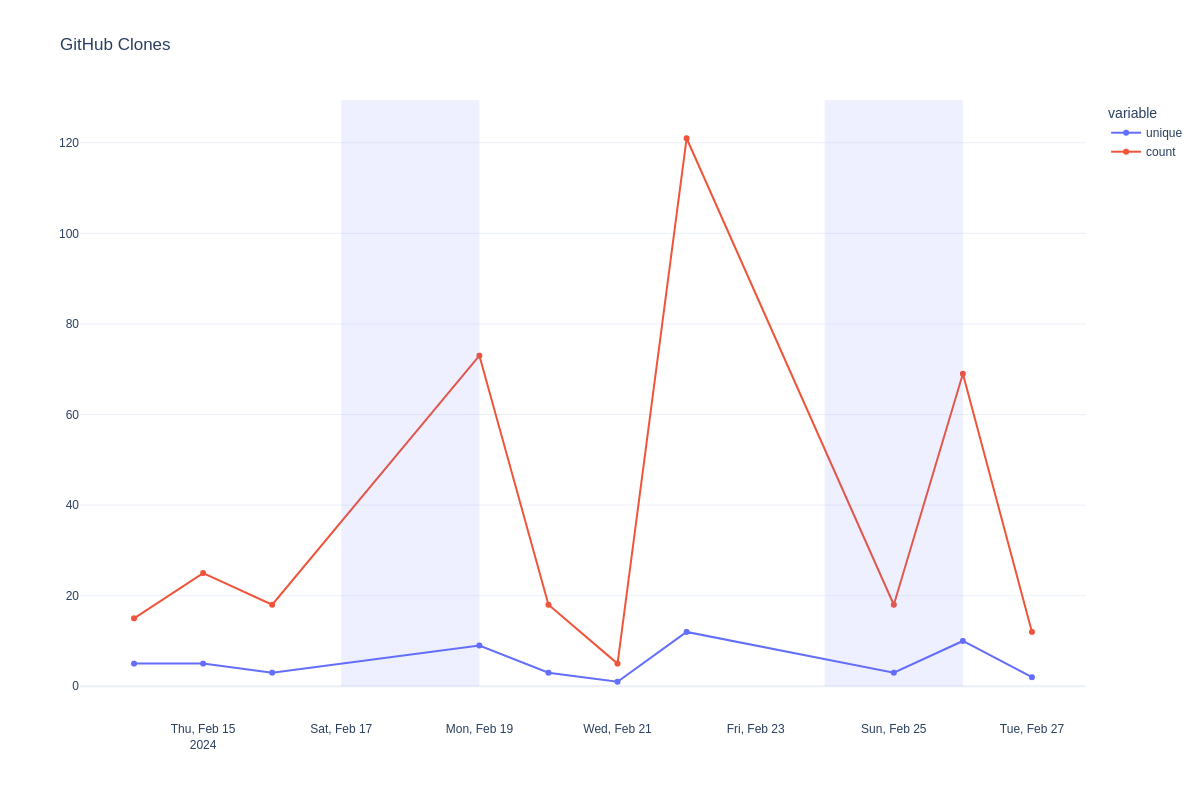 GitHub Clones
variable
unique
count
120
100
80
60
40
20
0
Thu, Feb 15
2024
Sat, Feb 17
Mon, Feb 19
Wed, Feb 21
Fri, Feb 23
Sun, Feb 25
Tue, Feb 27